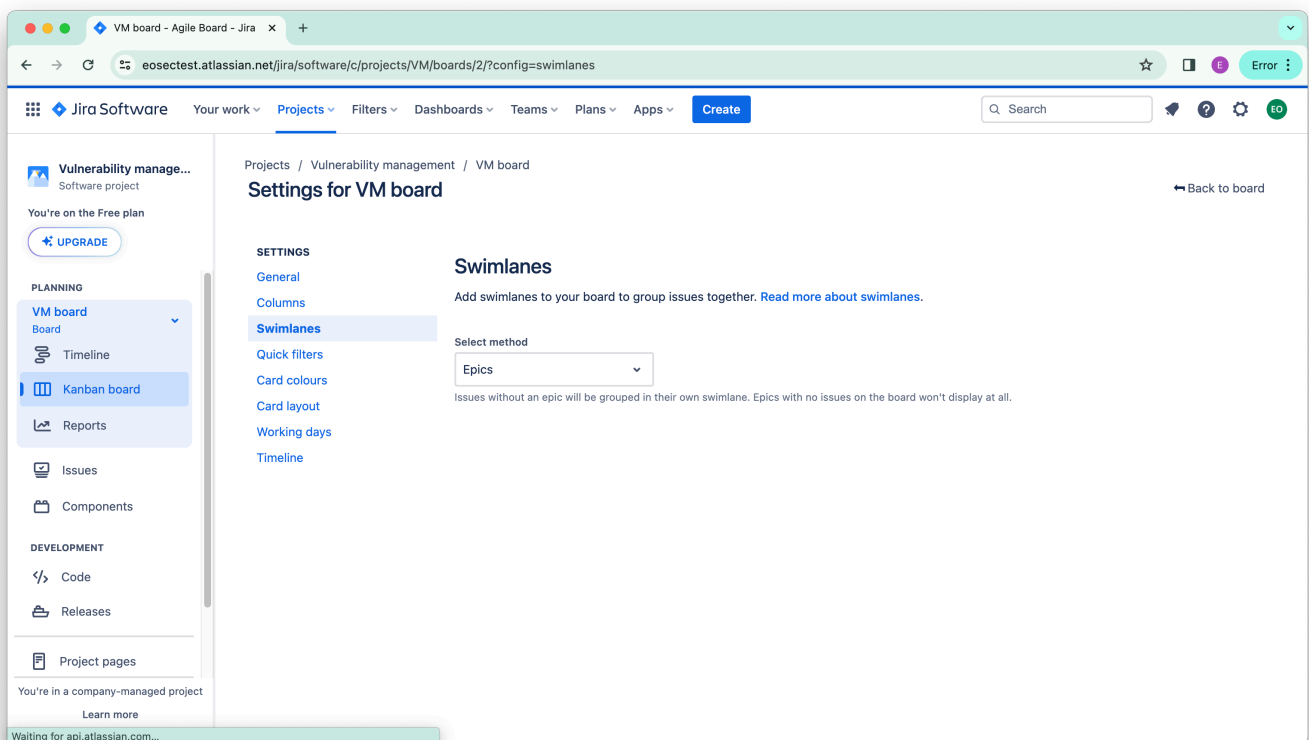 VM board - Agile Board - Jira
eosectest.atlassian.net/jira/software/c/projects/VM/boards/2/?config=swimlanes
E
Error
Jira Software
Your work
Projects
Filters
Dashboards
Teams
Plans
Apps
Create
Search
EO
Vulnerability manage...
Software project
You're on the Free plan
UPGRADE
PLANNING
VM board
Board
Timeline
Kanban board
Reports
Issues
Components
DEVELOPMENT
Code
Releases
Project pages
You're in a company-managed project
Learn more
Waiting for api.atlassian.com...
Projects / Vulnerability management / VM board
Settings for VM board
Back to board
SETTINGS
General
Columns
Swimlanes
Quick filters
Card colours
Card layout
Working days
Timeline
Swimlanes
Add swimlanes to your board to group issues together. Read more about swimlanes.
Select method
Epics
Issues without an epic will be grouped in their own swimlane. Epics with no issues on the board won't display at all.